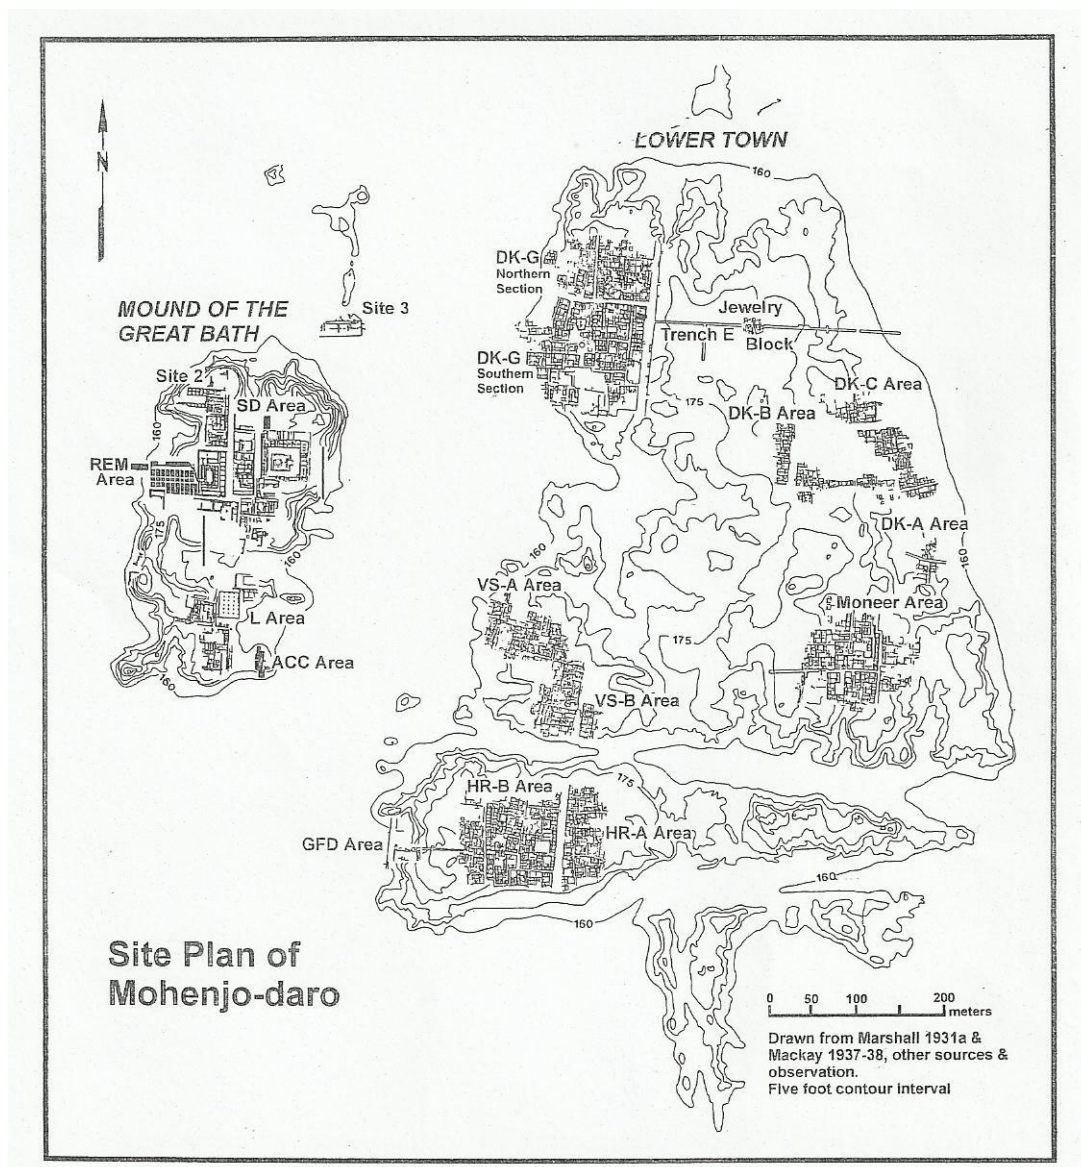 N
LOWER TOWN
160
DK-G
Northern
Section
MOUND OF THE
GREAT BATH
Site 3
Jewelry
Trench E
Block
DK-G
Southern
Section
Site 2
DK-C Area
SD Area
175
DK-B Area
160
REM
Area
175
DK-A Area
160
160
160
VS-A Area
Moneer Area
L Area
175
ACC Area
160
VS-B Area
175
HR-B Area
HR-A Area
GFD Area
160
160
Site Plan of
Mohenjo-daro
0 50 100 200
meters
Drawn from Marshall 1931a &
Mackay 1937-38, other sources &
observation.
Five foot contour interval